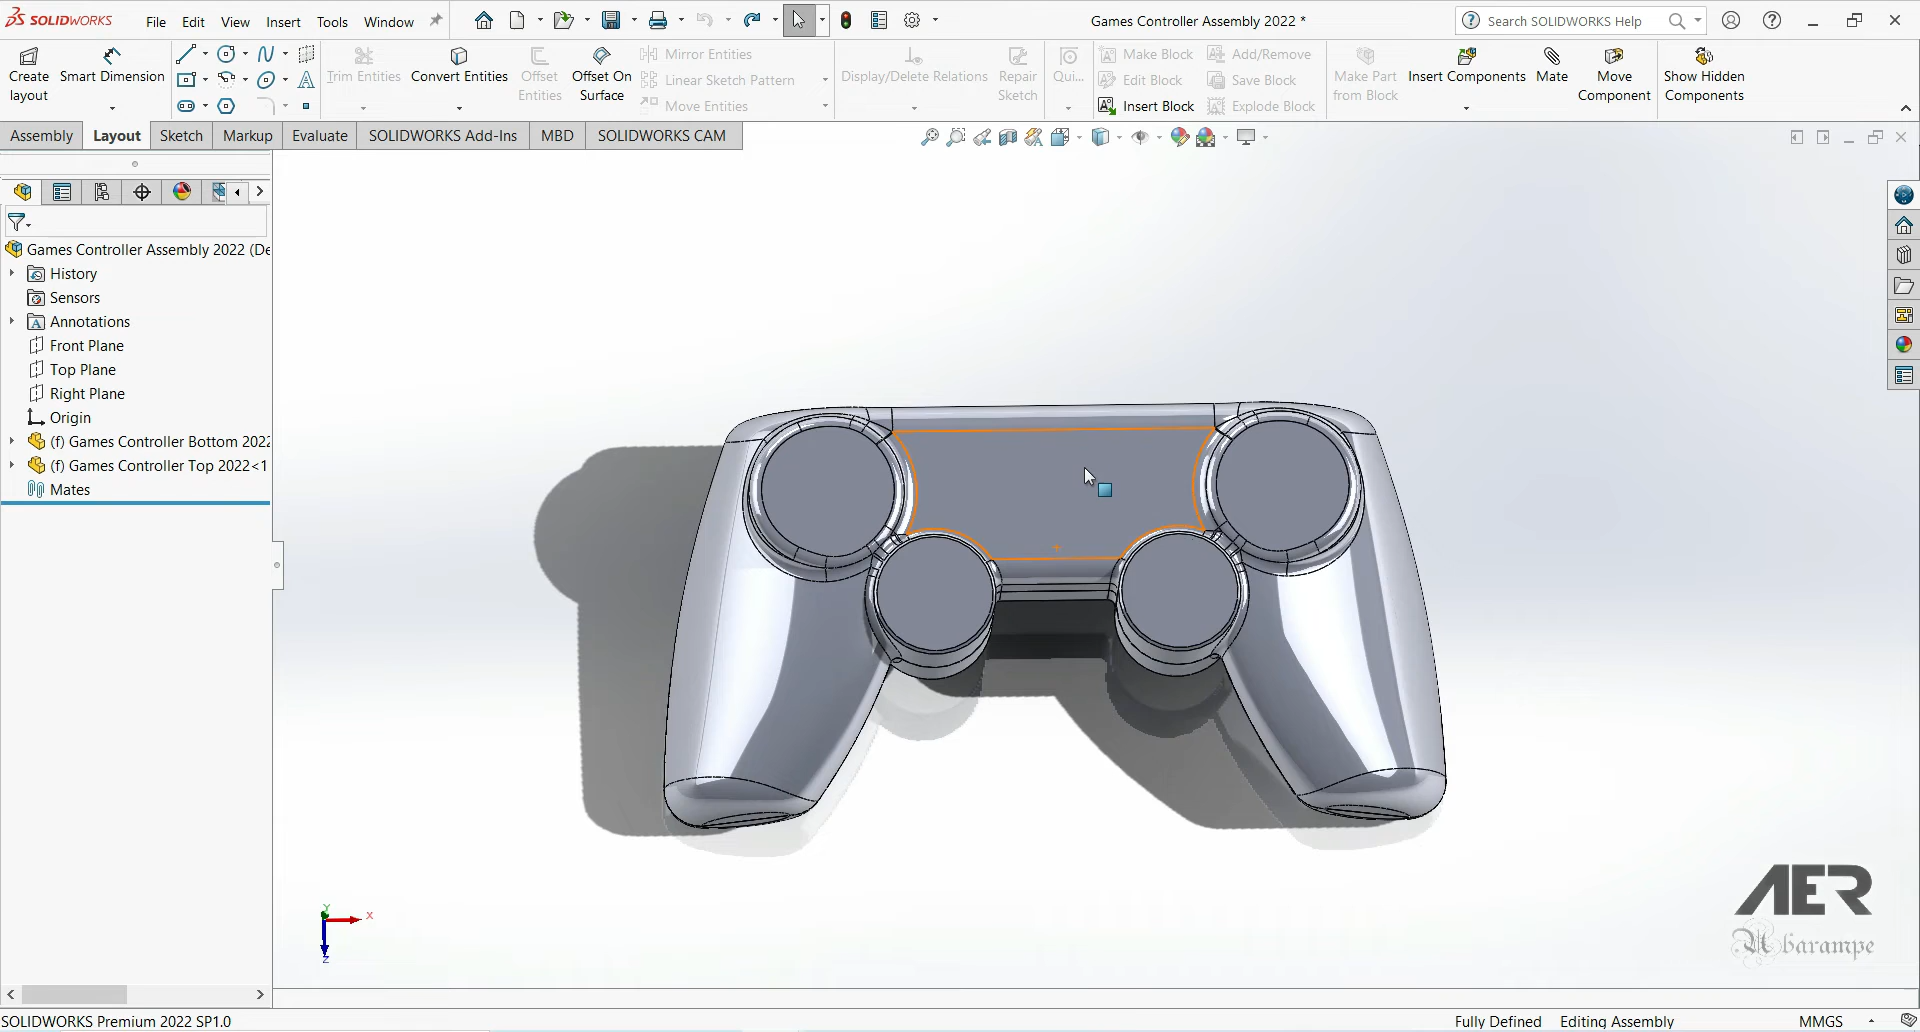 SOLIDWORKS File Edit View Insert Tools Window Games Controller Assembly 2022 * Search SOLIDWORKS Help
Create layout
Smart Dimension
Trim Entities
Convert Entities
Offset Entities
Offset On Surface
Mirror Entities
Linear Sketch Pattern
Move Entities
Display/Delete Relations
Repair Sketch
Qui...
Make Block
Edit Block
Insert Block
Add/Remove
Save Block
Explode Block
Make Part from Block
Insert Components
Mate
Move Component
Show Hidden Components
Assembly Layout Sketch Markup Evaluate SOLIDWORKS Add-Ins MBD SOLIDWORKS CAM
Games Controller Assembly 2022 (De
History
Sensors
Annotations
Front Plane
Top Plane
Right Plane
Origin
(f) Games Controller Bottom 2022
(f) Games Controller Top 2022<1
Mates
Y
X
Z
AER
Abarampe
SOLIDWORKS Premium 2022 SP1.0 Fully Defined Editing Assembly MMGS